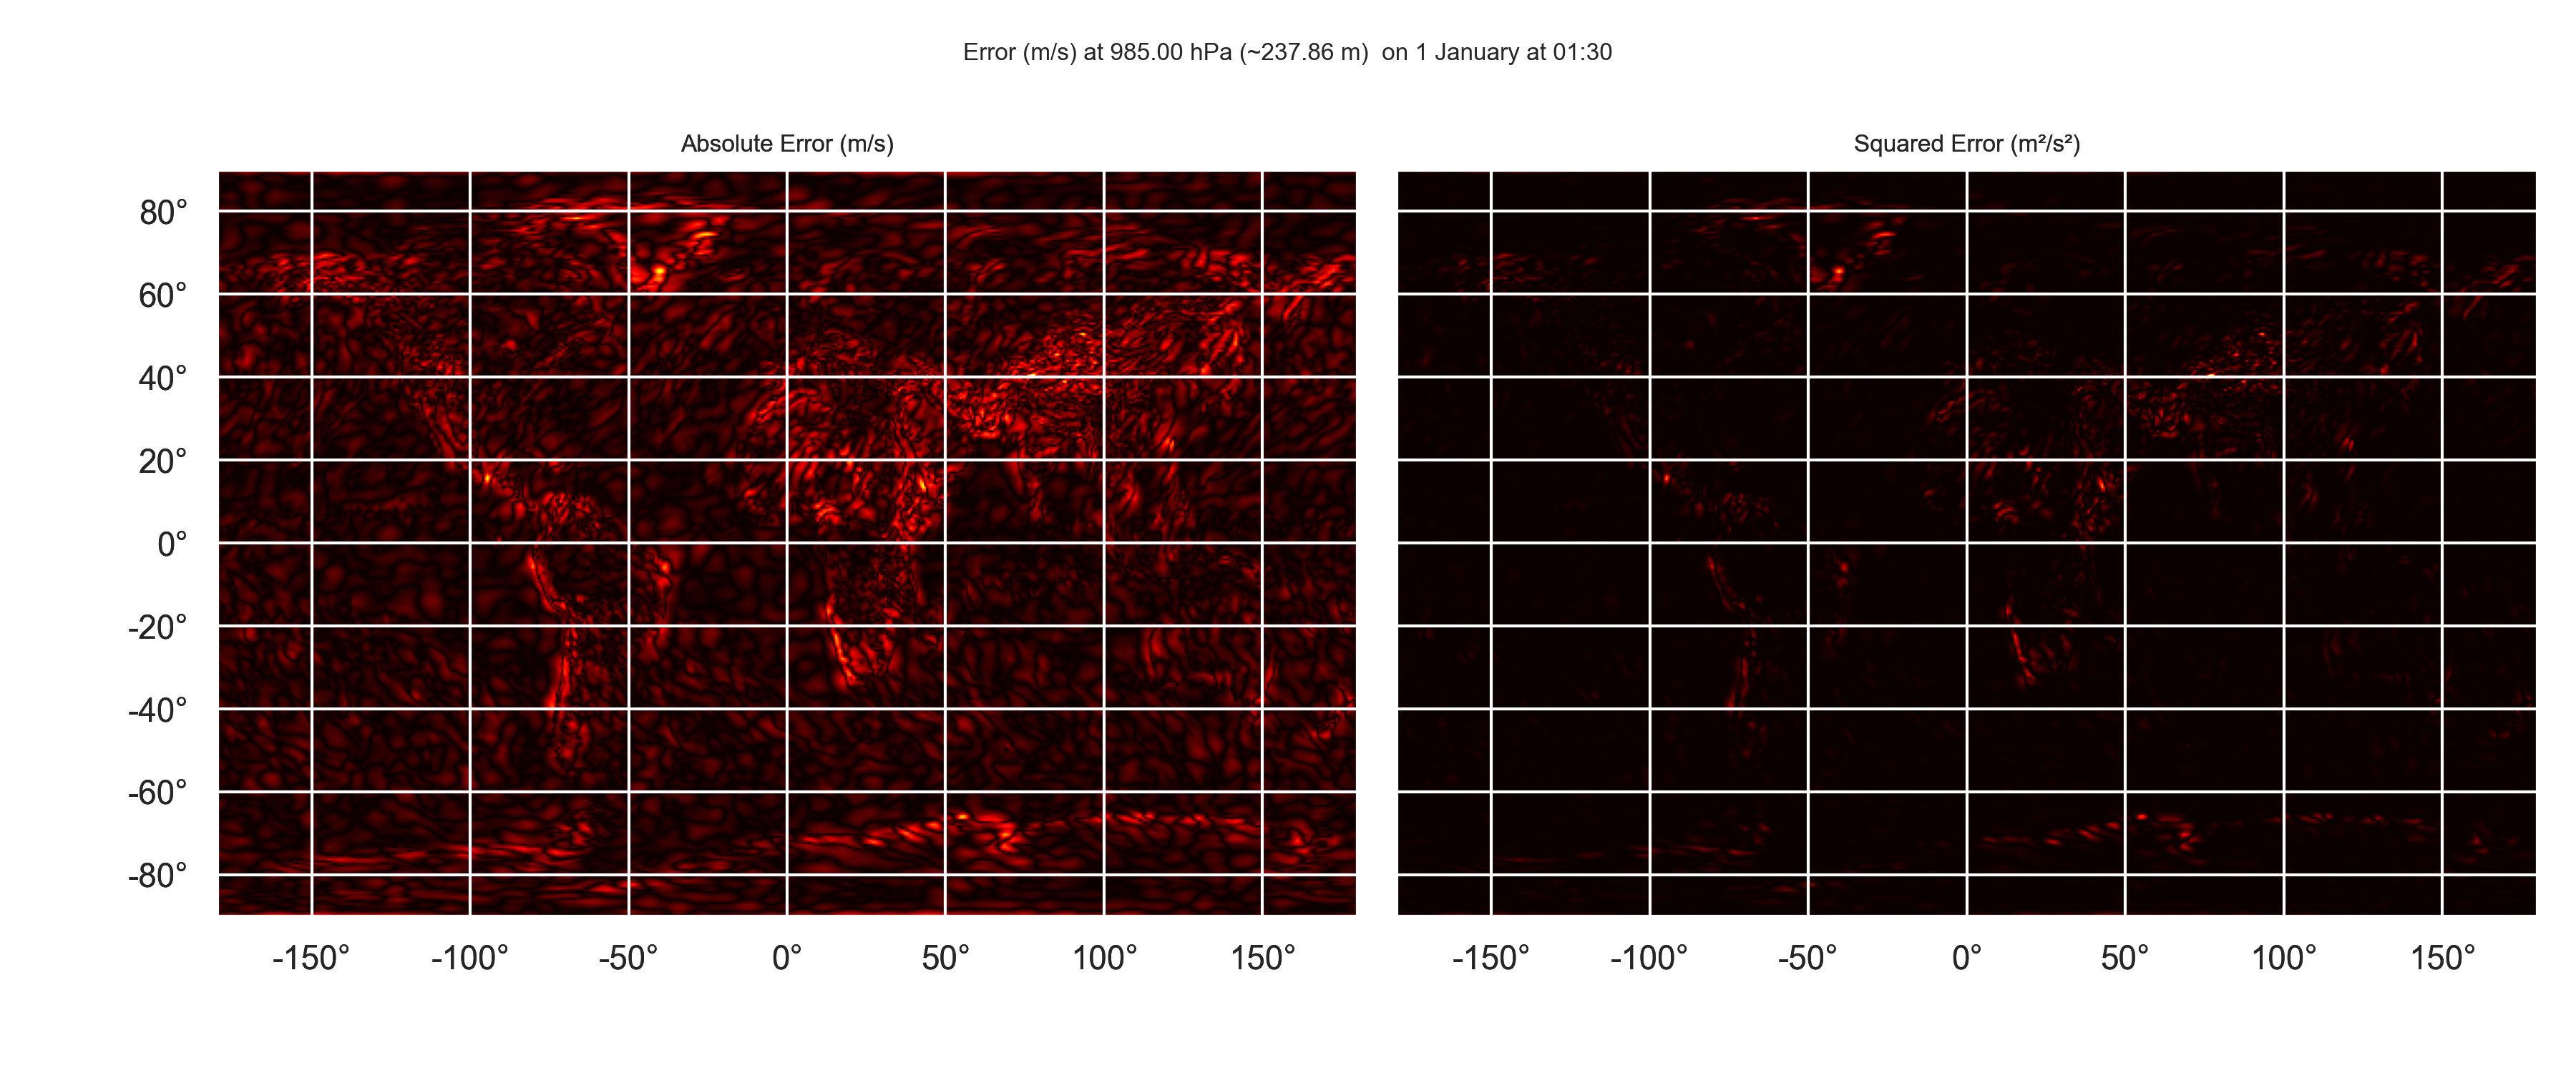 Error (m/s) at 985.00 hPa (~237.86 m)  on 1 January at 01:30
Absolute Error (m/s)
Squared Error (m²/s²)
80°
60°
40°
20°
0°
-20°
-40°
-60°
-80°
-150° -100° -50° 0° 50° 100° 150°
-150° -100° -50° 0° 50° 100° 150°